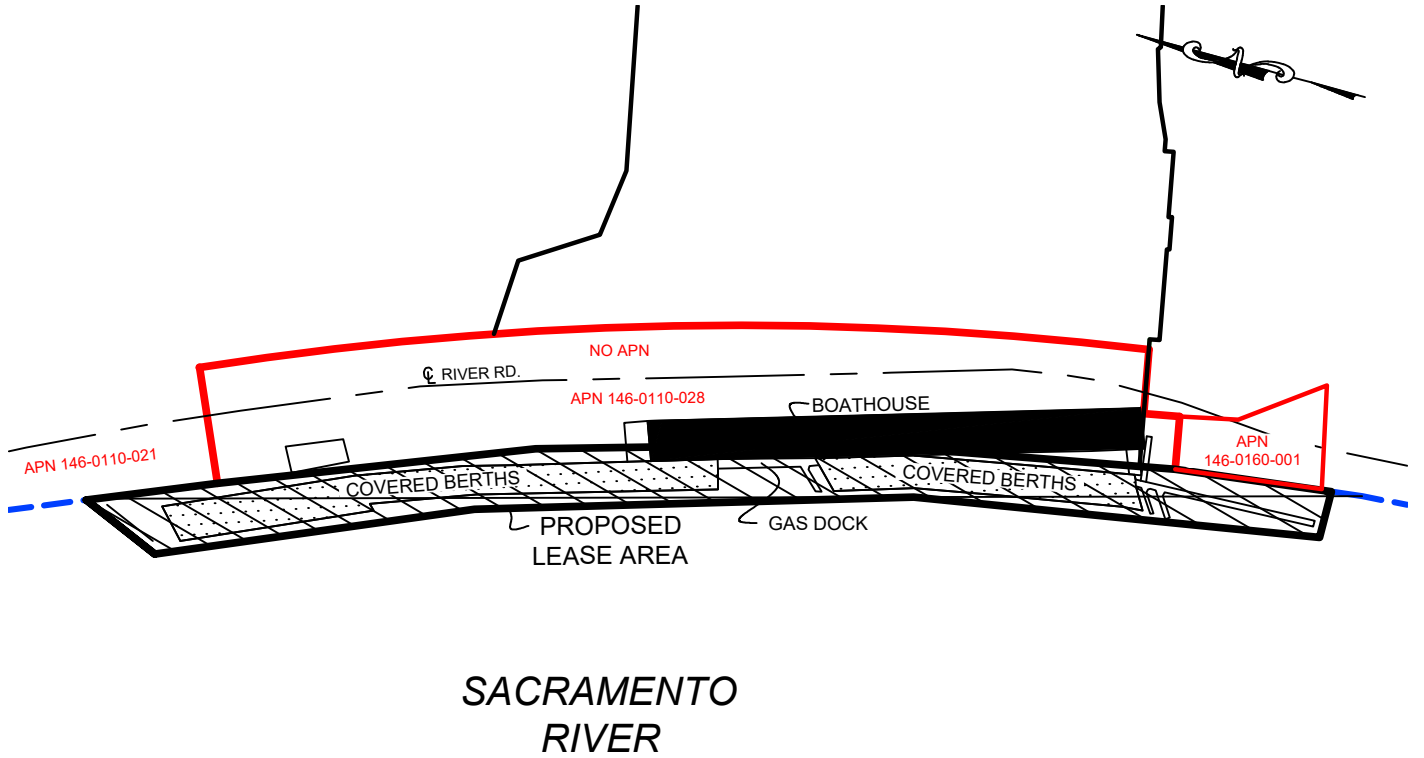 NO APN
℄ RIVER RD.
APN 146-0110-028
BOATHOUSE
APN 146-0110-021
APN
146-0160-001
COVERED BERTHS
COVERED BERTHS
PROPOSED
LEASE AREA
GAS DOCK
SACRAMENTO
RIVER